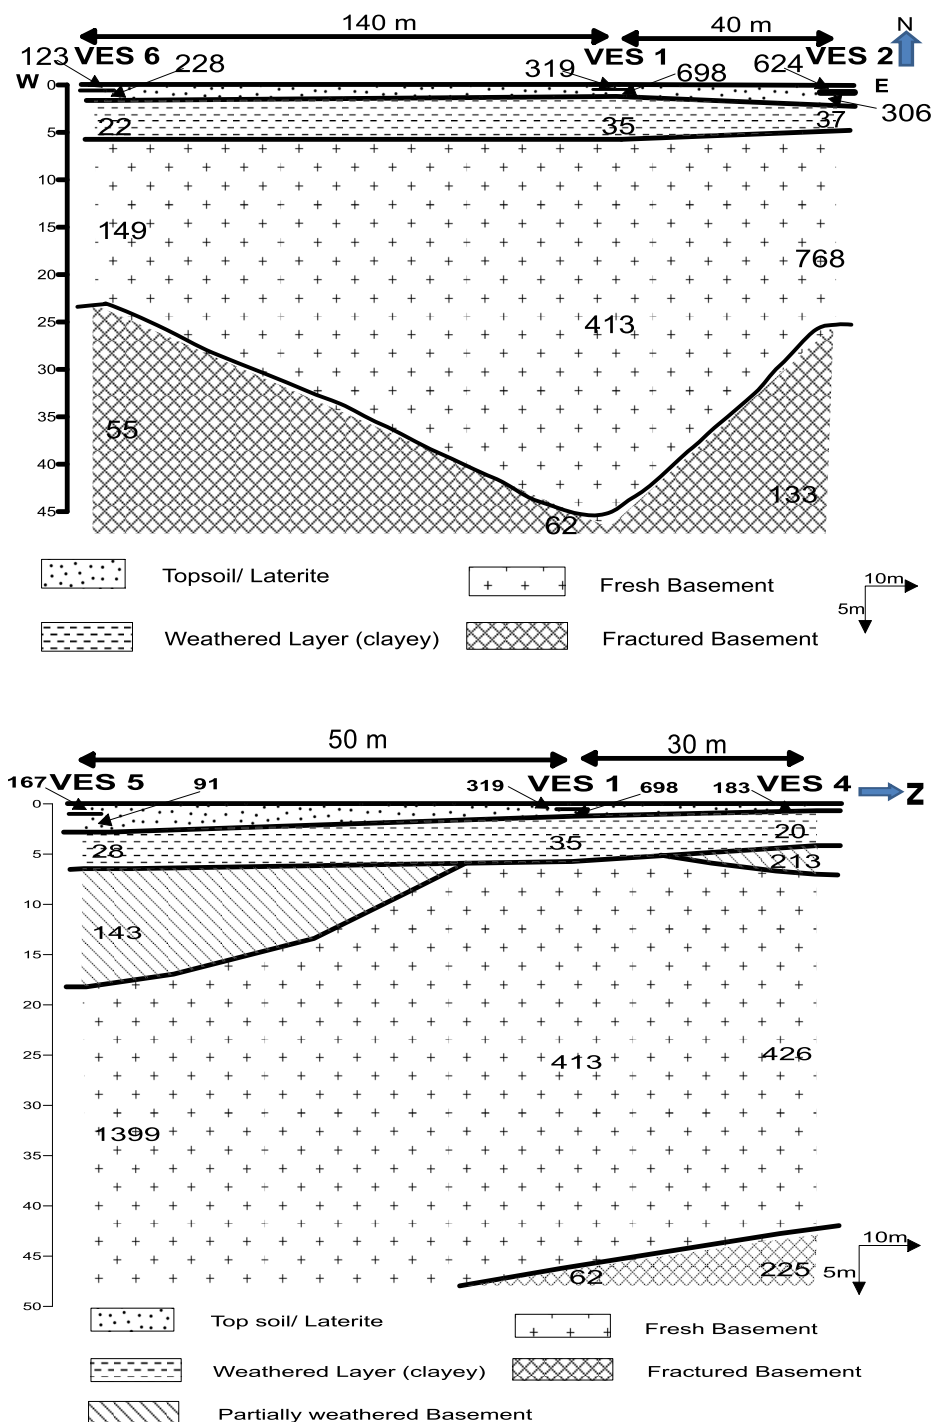 140 m 40 m N
123 VES 6 228 319 VES 1 698 624 VES 2
W E
306
0
22 35 37
5
10
149
15
768
20
413
25
30
35
55
40
133
45
62
Topsoil/ Laterite
Fresh Basement
10m
5m
Weathered Layer (clayey)
Fractured Basement
50 m 30 m
167 VES 5 91 319 VES 1 698 183 VES 4 N
0
28 35 20
5
213
10
143
15
20
25
413 426
30
1399
35
40
45
62 225
10m
5m
50
Top soil/ Laterite
Fresh Basement
Weathered Layer (clayey)
Fractured Basement
Partially weathered Basement